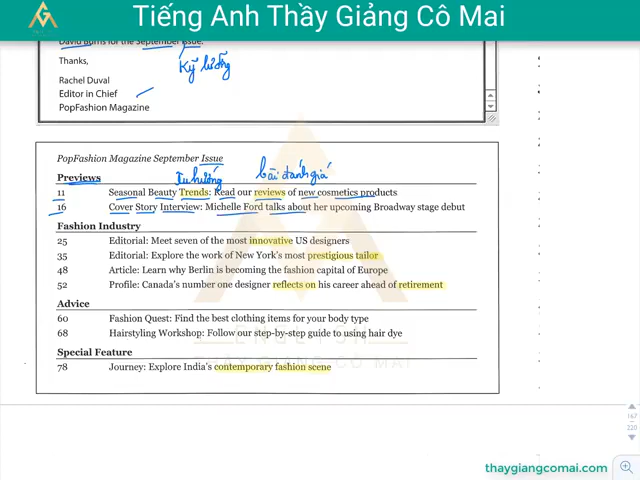 Tiếng Anh Thầy Giảng Cô Mai
David Burns for the September issue.
Thanks,
Kỹ lưỡng
Rachel Duval
Editor in Chief
PopFashion Magazine
PopFashion Magazine September Issue
xu hướng bài đánh giá
Previews
11 Seasonal Beauty Trends: Read our reviews of new cosmetics products
16 Cover Story Interview: Michelle Ford talks about her upcoming Broadway stage debut
Fashion Industry
25 Editorial: Meet seven of the most innovative US designers
35 Editorial: Explore the work of New York's most prestigious tailor
48 Article: Learn why Berlin is becoming the fashion capital of Europe
52 Profile: Canada's number one designer reflects on his career ahead of retirement
Advice
60 Fashion Quest: Find the best clothing items for your body type
68 Hairstyling Workshop: Follow our step-by-step guide to using hair dye
ENGLISH
Special Feature
THẦY GIẢNG CÔ MAI
78 Journey: Explore India's contemporary fashion scene
167
220
thaygiangcomai.com